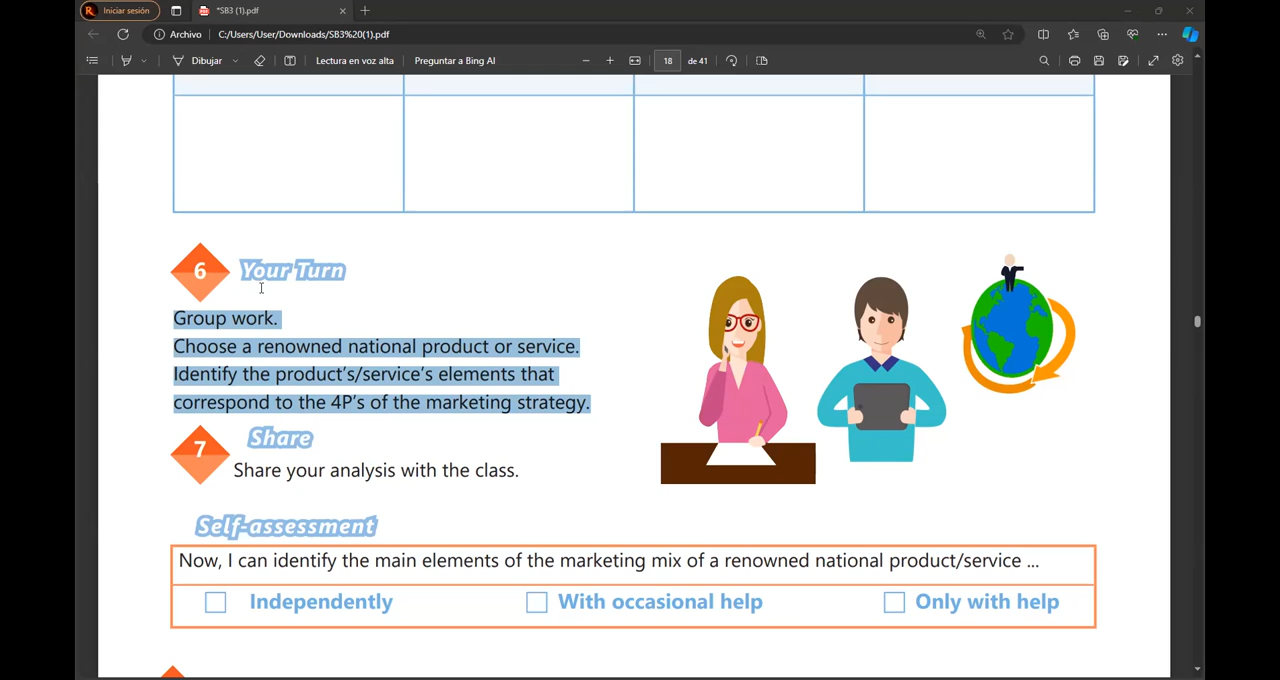 Iniciar sesión
*SB3 (1).pdf
Archivo C:/Users/User/Downloads/SB3%20(1).pdf
Dibujar Lectura en voz alta Preguntar a Bing AI 18 de 41
6 Your Turn
Group work.
Choose a renowned national product or service.
Identify the product's/service's elements that
correspond to the 4P's of the marketing strategy.
7 Share
Share your analysis with the class.
Self-assessment
Now, I can identify the main elements of the marketing mix of a renowned national product/service ...
Independently With occasional help Only with help